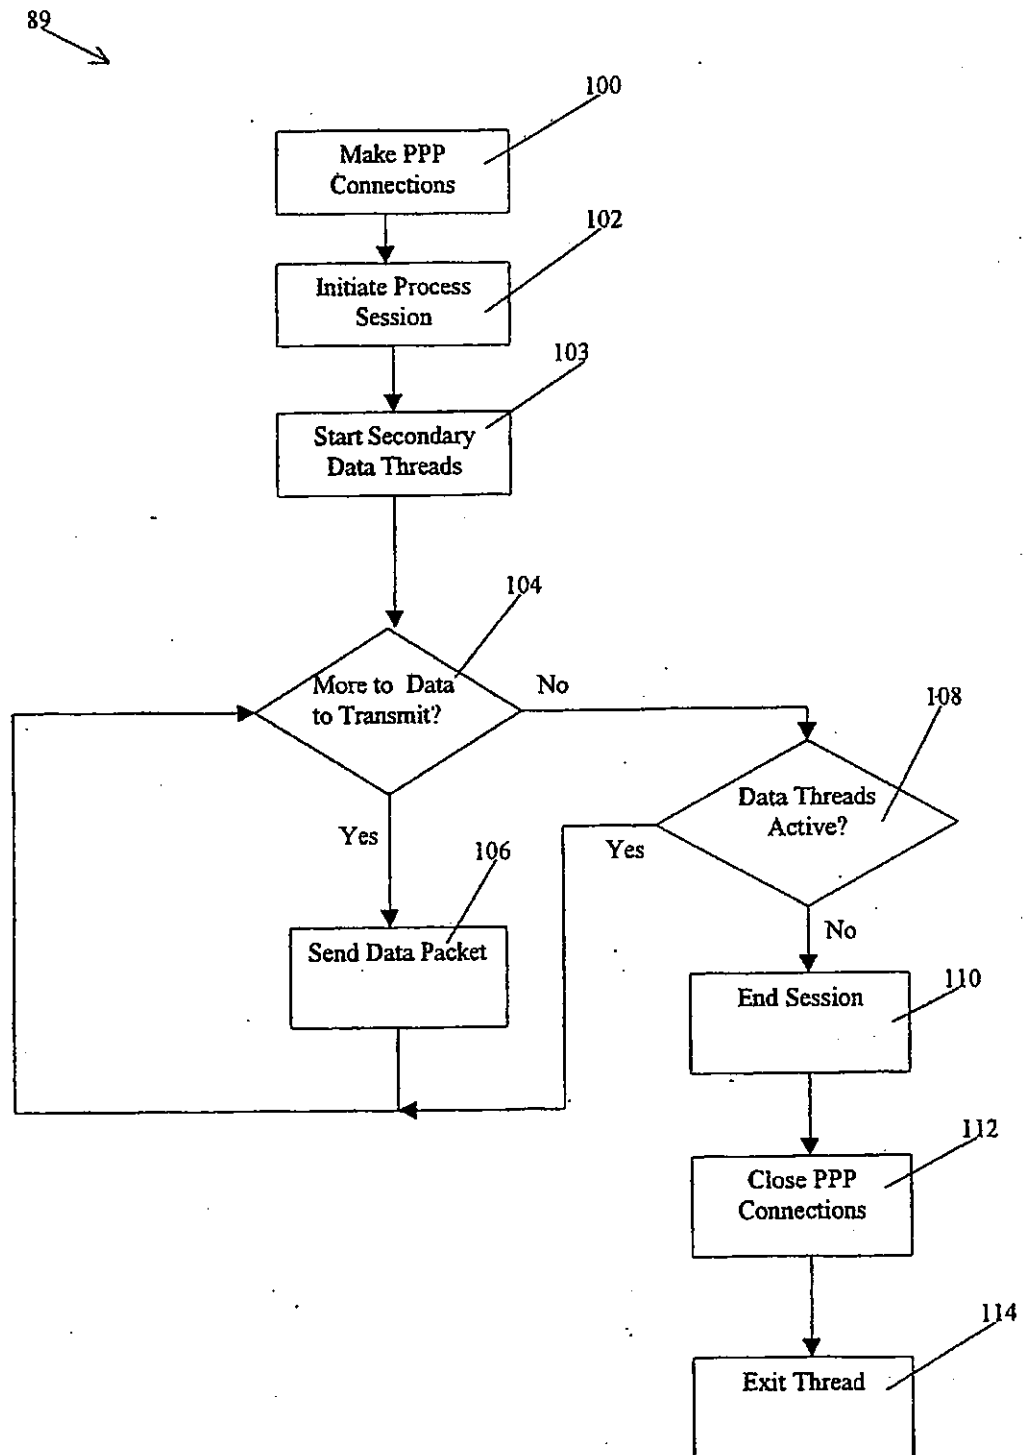 89
100
Make PPP
Connections
102
Initiate Process
Session
103
Start Secondary
Data Threads
104
More to Data
to Transmit?
No
108
Data Threads
Active?
Yes
Yes
106
Send Data Packet
No
110
End Session
112
Close PPP
Connections
114
Exit Thread